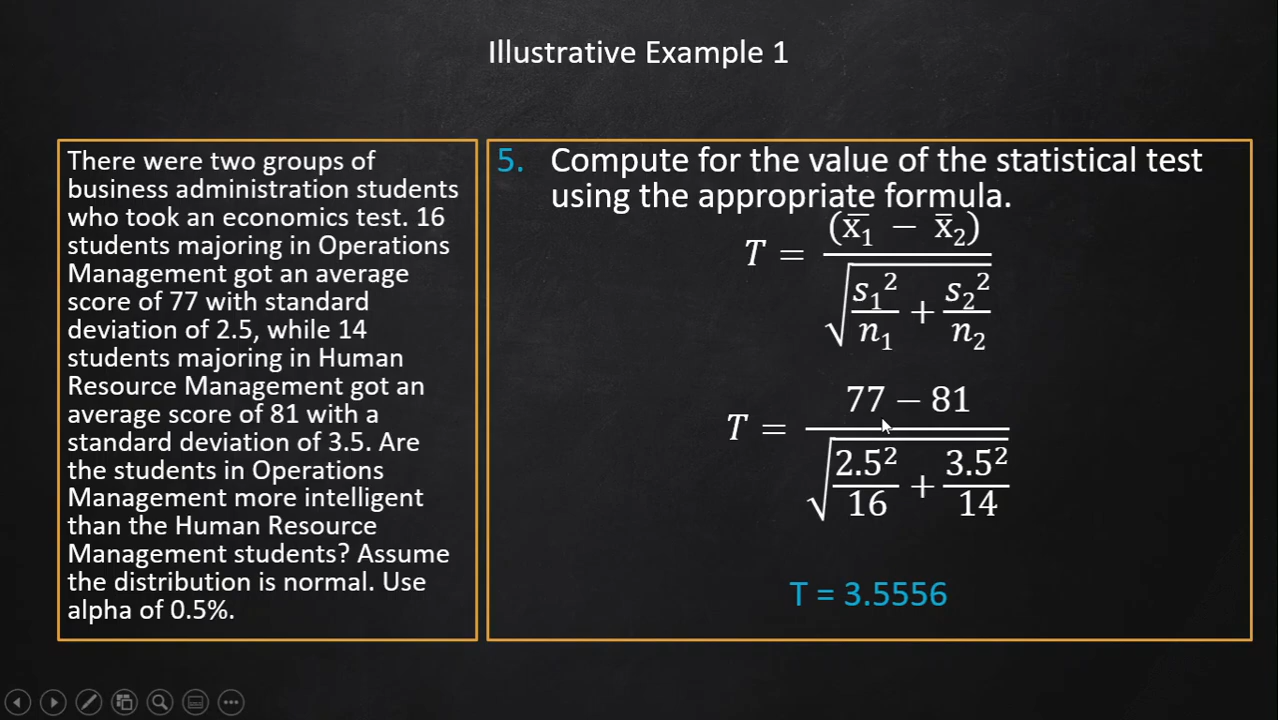 Illustrative Example 1
There were two groups of
business administration students
who took an economics test. 16
students majoring in Operations
Management got an average
score of 77 with standard
deviation of 2.5, while 14
students majoring in Human
Resource Management got an
average score of 81 with a
standard deviation of 3.5. Are
the students in Operations
Management more intelligent
than the Human Resource
Management students? Assume
the distribution is normal. Use
alpha of 0.5%.
5. Compute for the value of the statistical test
using the appropriate formula.
T = (x̅₁ − x̅₂) / √(s₁²/n₁ + s₂²/n₂)
T = (77 − 81) / √(2.5²/16 + 3.5²/14)
T = 3.5556